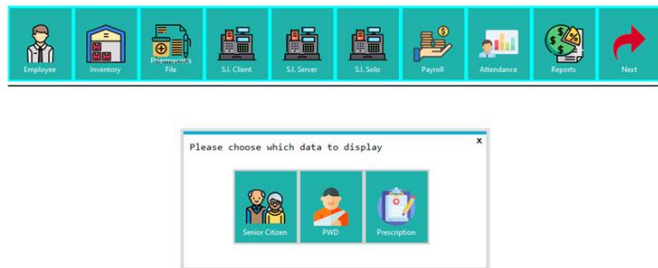 Employee
Inventory
Pharmacist's
File
S.I. Client
S.I. Server
S.I. Solo
Payroll
Attendance
Reports
Next
Please choose which data to display
x
Senior Citizen
PWD
Prescription